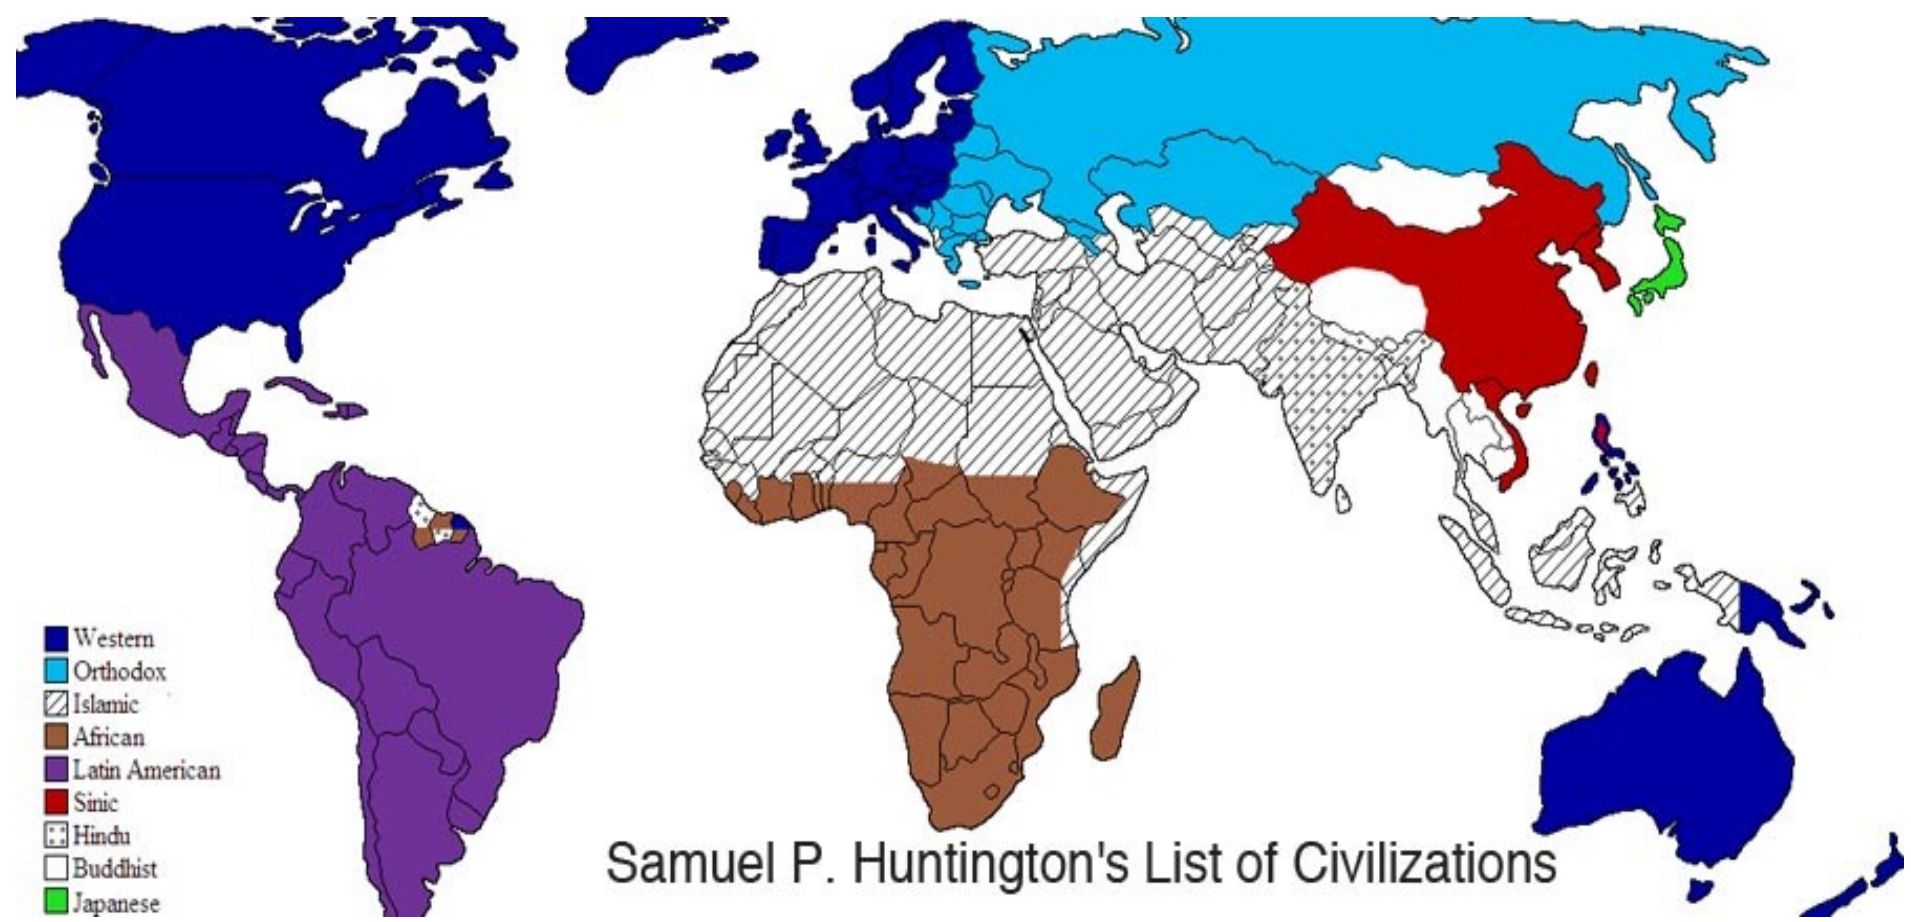 Western
Orthodox
Islamic
African
Latin American
Sinic
Hindu
Buddhist
Japanese
Samuel P. Huntington's List of Civilizations